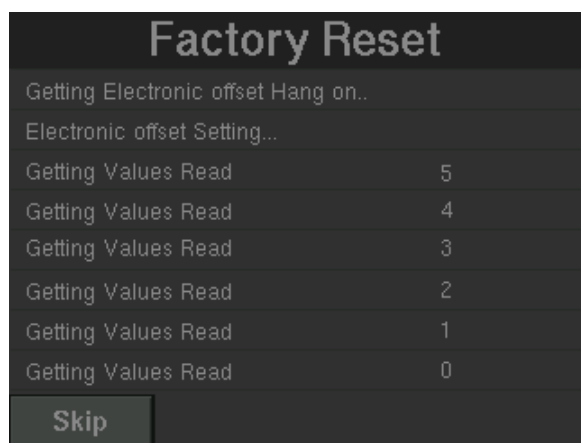 Factory Reset
Getting Electronic offset Hang on..
Electronic offset Setting...
Getting Values Read 5
Getting Values Read 4
Getting Values Read 3
Getting Values Read 2
Getting Values Read 1
Getting Values Read 0
Skip